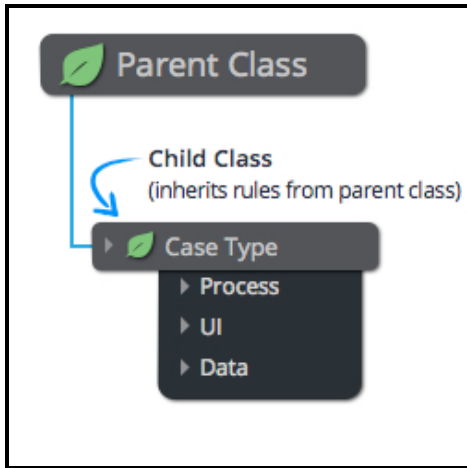 Parent Class
Child Class
(inherits rules from parent class)
Case Type
Process
UI
Data